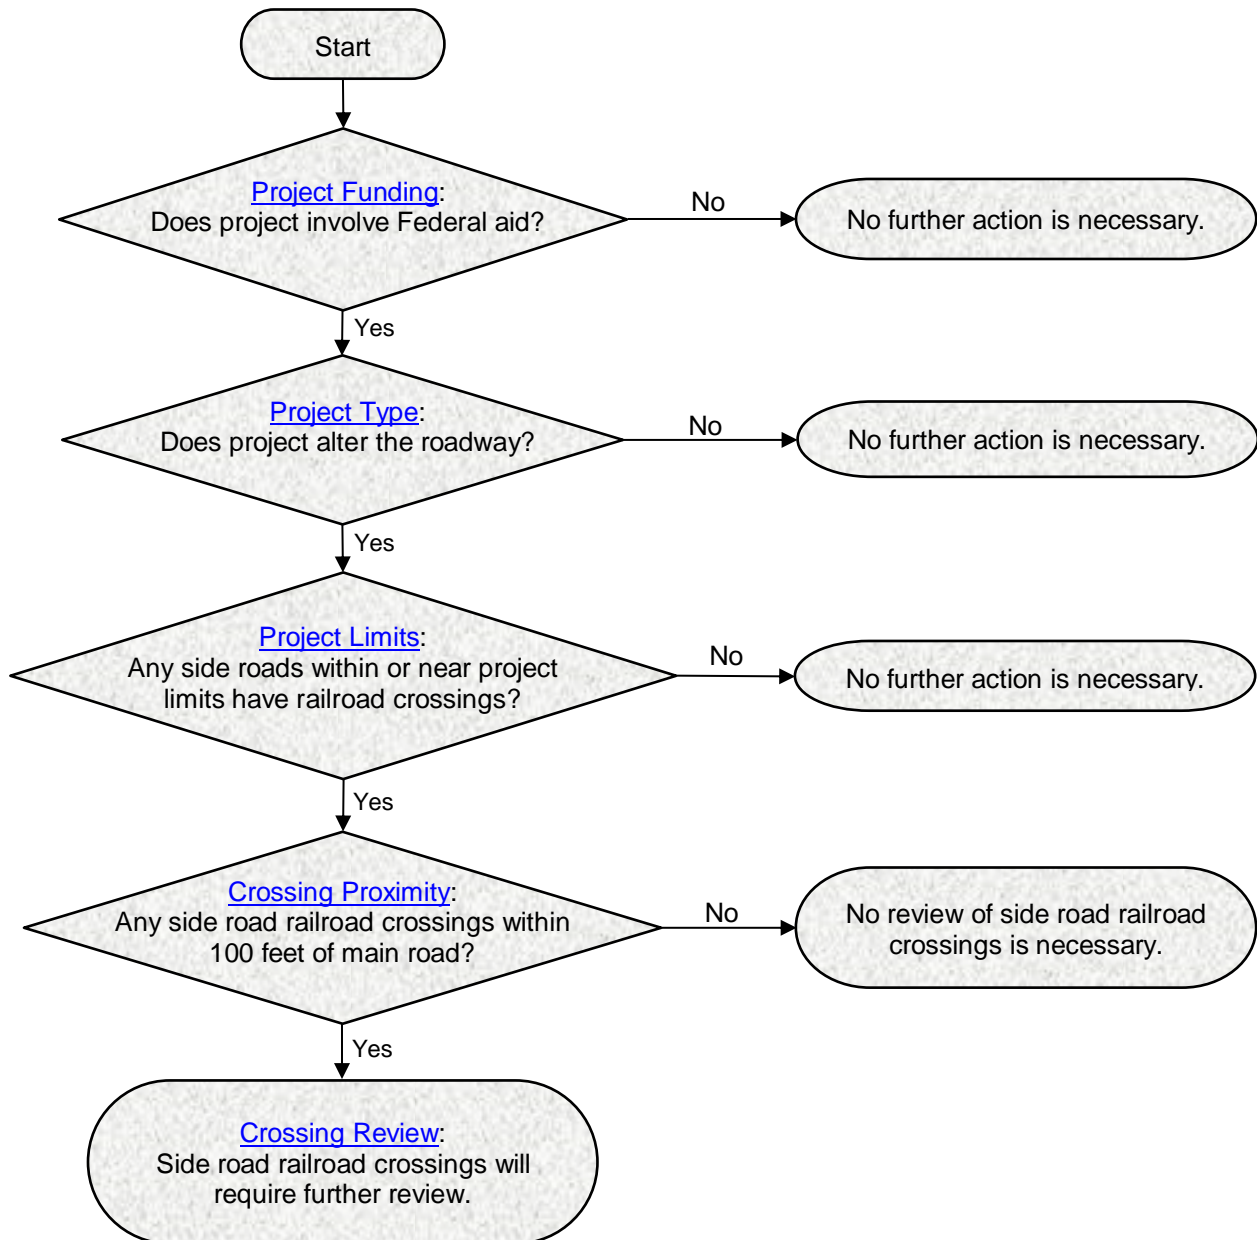 Start
Project Funding:
Does project involve Federal aid?
No
No further action is necessary.
Yes
Project Type:
Does project alter the roadway?
No
No further action is necessary.
Yes
Project Limits:
Any side roads within or near project
limits have railroad crossings?
No
No further action is necessary.
Yes
Crossing Proximity:
Any side road railroad crossings within
100 feet of main road?
No
No review of side road railroad
crossings is necessary.
Yes
Crossing Review:
Side road railroad crossings will
require further review.